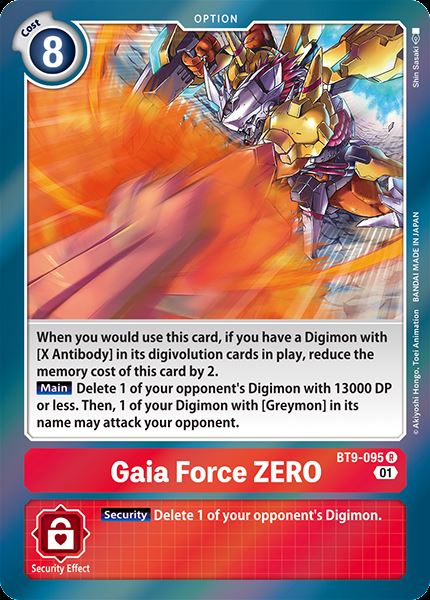 OPTION
Cost
8
Shin Sasaki
© Akiyoshi Hongo, Toei Animation BANDAI MADE IN JAPAN
When you would use this card, if you have a Digimon with
[X Antibody] in its digivolution cards in play, reduce the
memory cost of this card by 2.
Main Delete 1 of your opponent's Digimon with 13000 DP
or less. Then, 1 of your Digimon with [Greymon] in its
name may attack your opponent.
BT9-095 R
Gaia Force ZERO
01
Security Delete 1 of your opponent's Digimon.
Security Effect